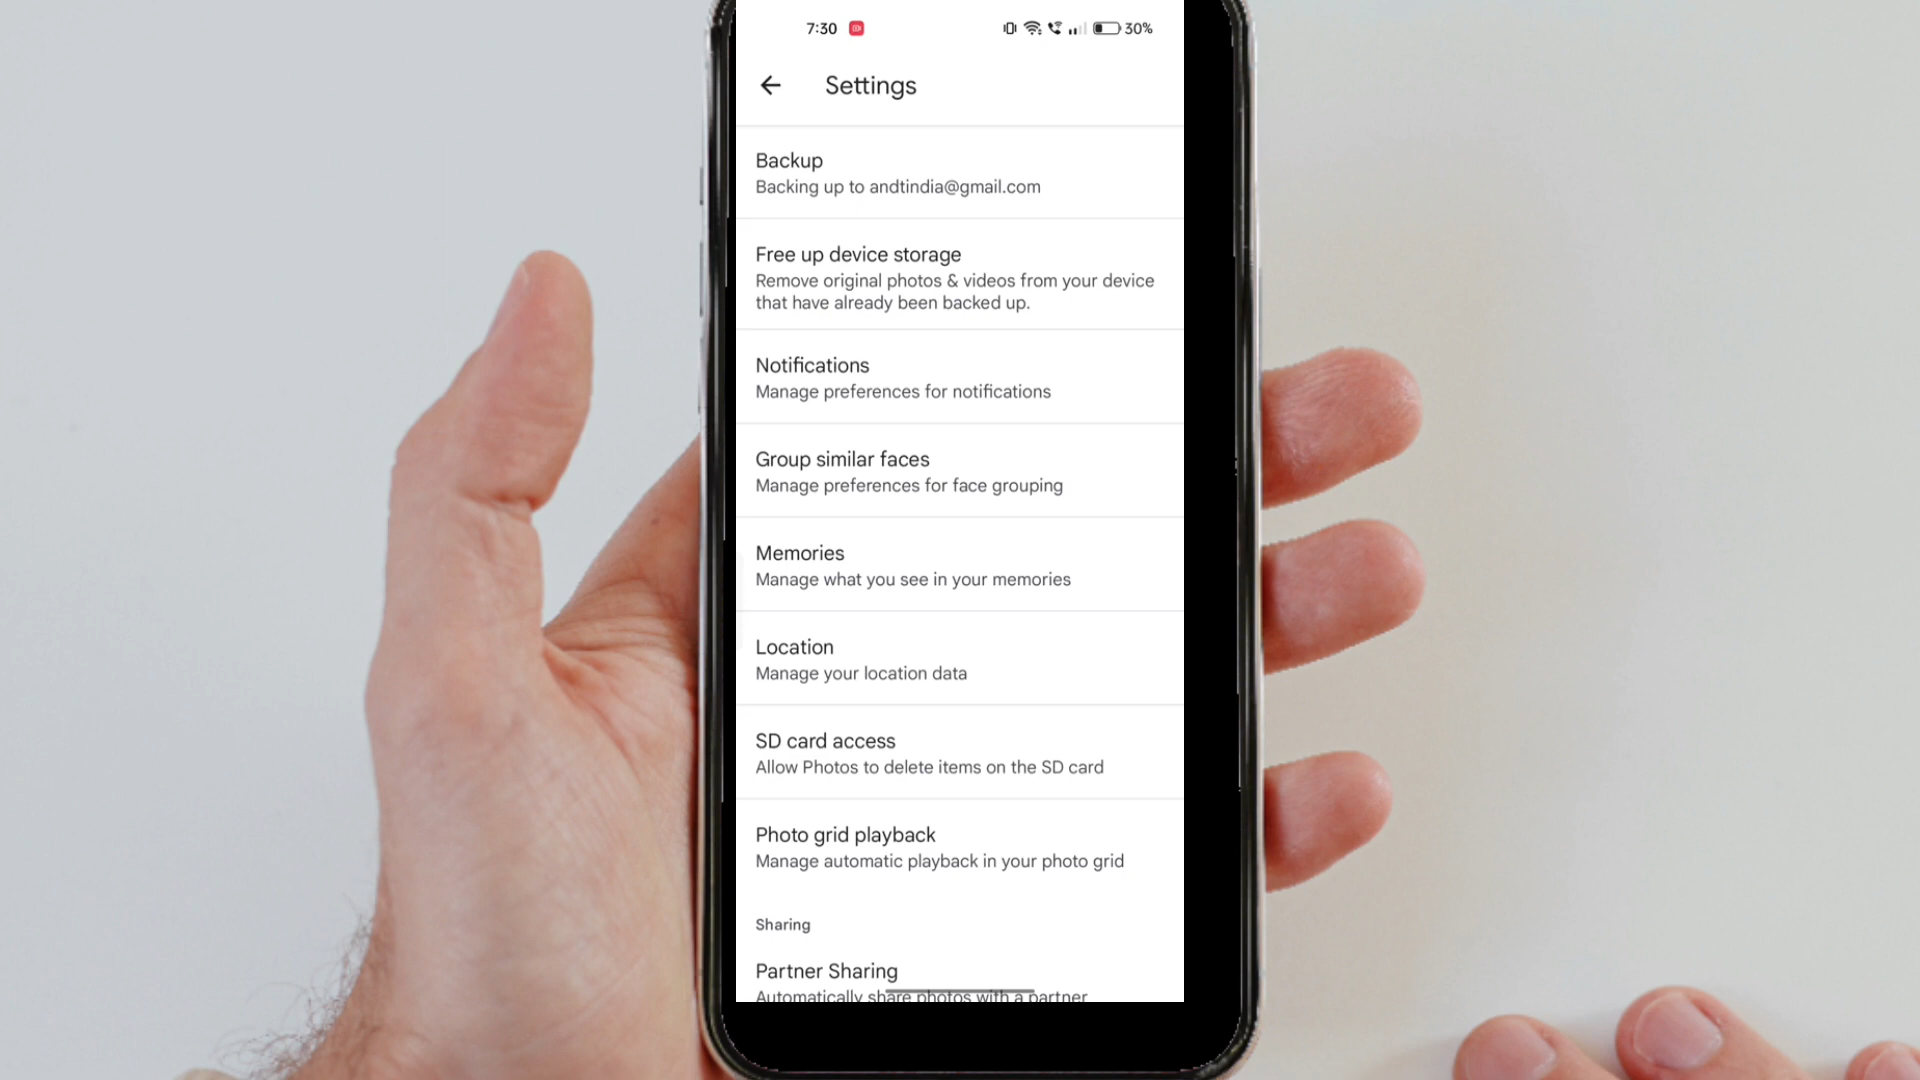 7:30 30%
Settings
Backup
Backing up to andtindia@gmail.com
Free up device storage
Remove original photos & videos from your device
that have already been backed up.
Notifications
Manage preferences for notifications
Group similar faces
Manage preferences for face grouping
Memories
Manage what you see in your memories
Location
Manage your location data
SD card access
Allow Photos to delete items on the SD card
Photo grid playback
Manage automatic playback in your photo grid
Sharing
Partner Sharing
Automatically share photos with a partner